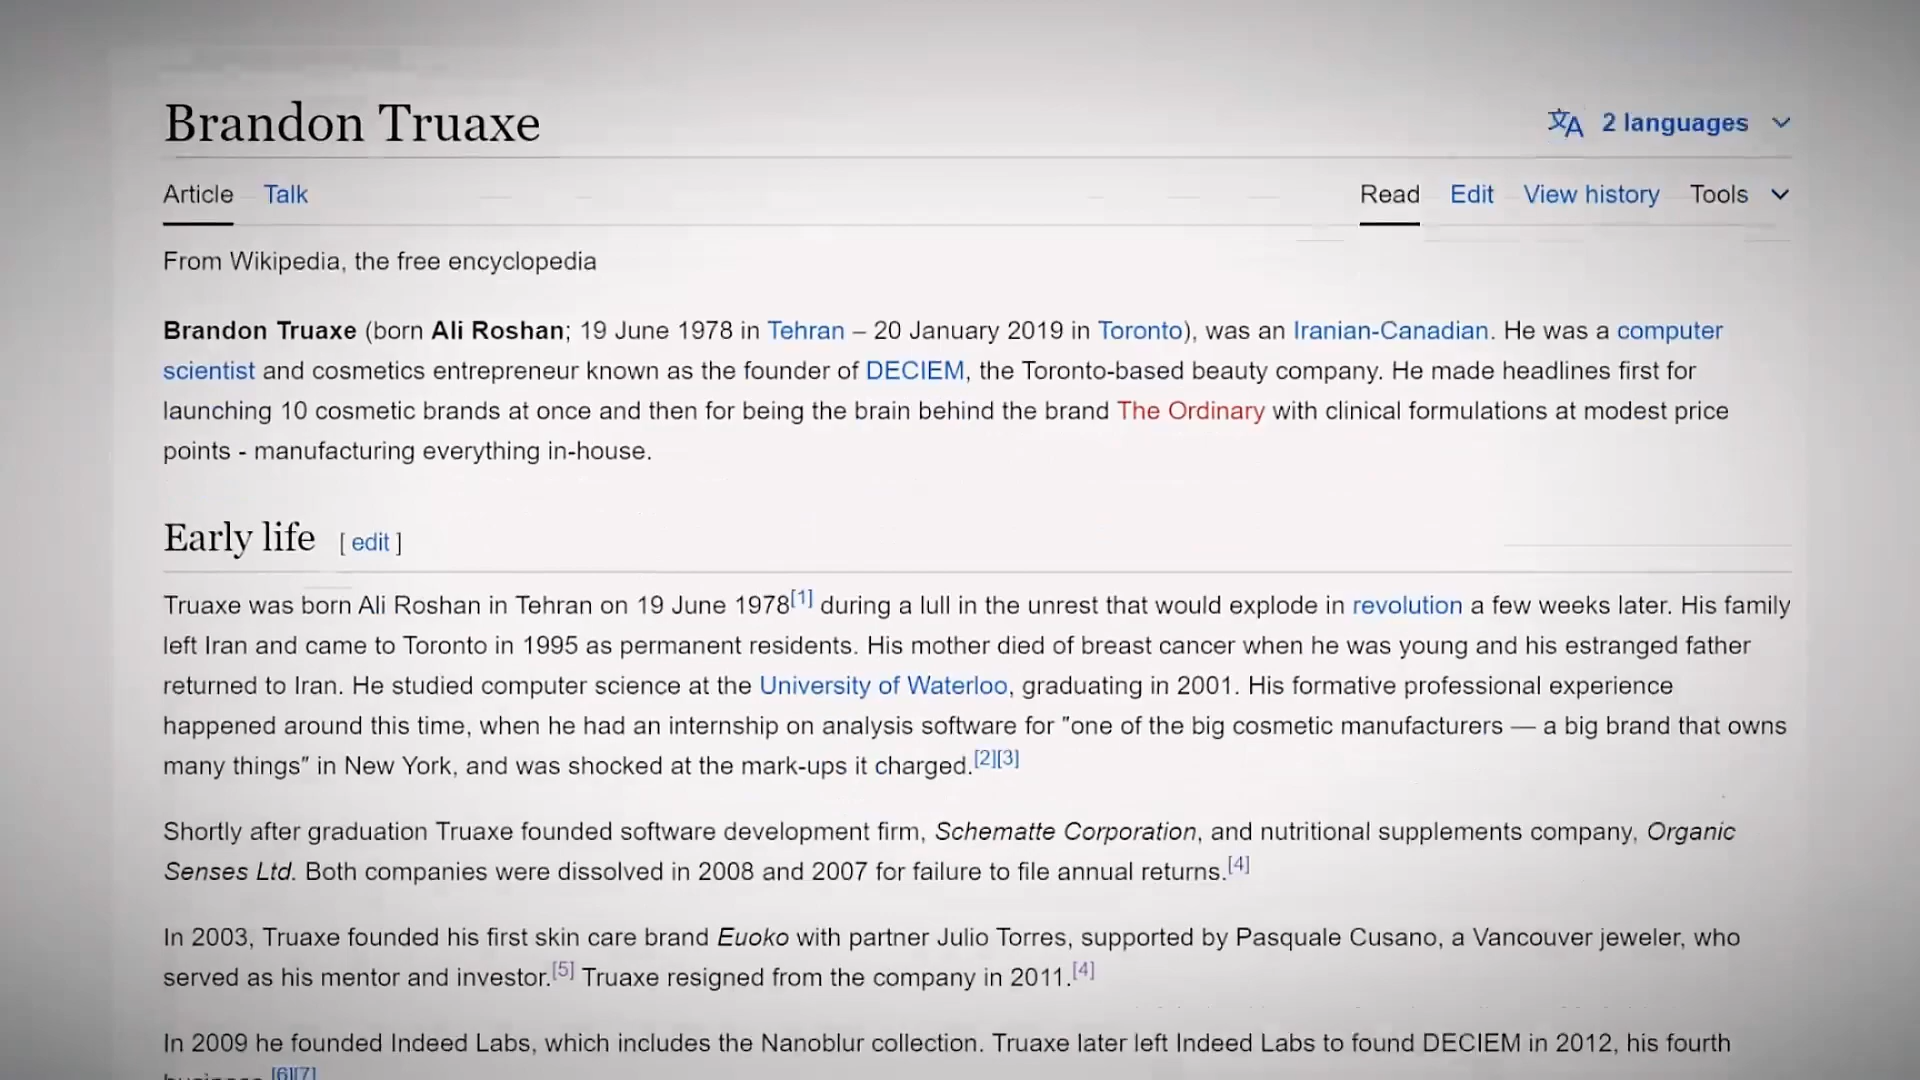 Brandon Truaxe
2 languages
Article Talk
Read Edit View history Tools
From Wikipedia, the free encyclopedia
Brandon Truaxe (born Ali Roshan; 19 June 1978 in Tehran – 20 January 2019 in Toronto), was an Iranian-Canadian. He was a computer
scientist and cosmetics entrepreneur known as the founder of DECIEM, the Toronto-based beauty company. He made headlines first for
launching 10 cosmetic brands at once and then for being the brain behind the brand The Ordinary with clinical formulations at modest price
points - manufacturing everything in-house.
Early life [ edit ]
Truaxe was born Ali Roshan in Tehran on 19 June 1978[1] during a lull in the unrest that would explode in revolution a few weeks later. His family
left Iran and came to Toronto in 1995 as permanent residents. His mother died of breast cancer when he was young and his estranged father
returned to Iran. He studied computer science at the University of Waterloo, graduating in 2001. His formative professional experience
happened around this time, when he had an internship on analysis software for "one of the big cosmetic manufacturers — a big brand that owns
many things" in New York, and was shocked at the mark-ups it charged.[2][3]
Shortly after graduation Truaxe founded software development firm, Schematte Corporation, and nutritional supplements company, Organic
Senses Ltd. Both companies were dissolved in 2008 and 2007 for failure to file annual returns.[4]
In 2003, Truaxe founded his first skin care brand Euoko with partner Julio Torres, supported by Pasquale Cusano, a Vancouver jeweler, who
served as his mentor and investor.[5] Truaxe resigned from the company in 2011.[4]
In 2009 he founded Indeed Labs, which includes the Nanoblur collection. Truaxe later left Indeed Labs to found DECIEM in 2012, his fourth
[6][7]